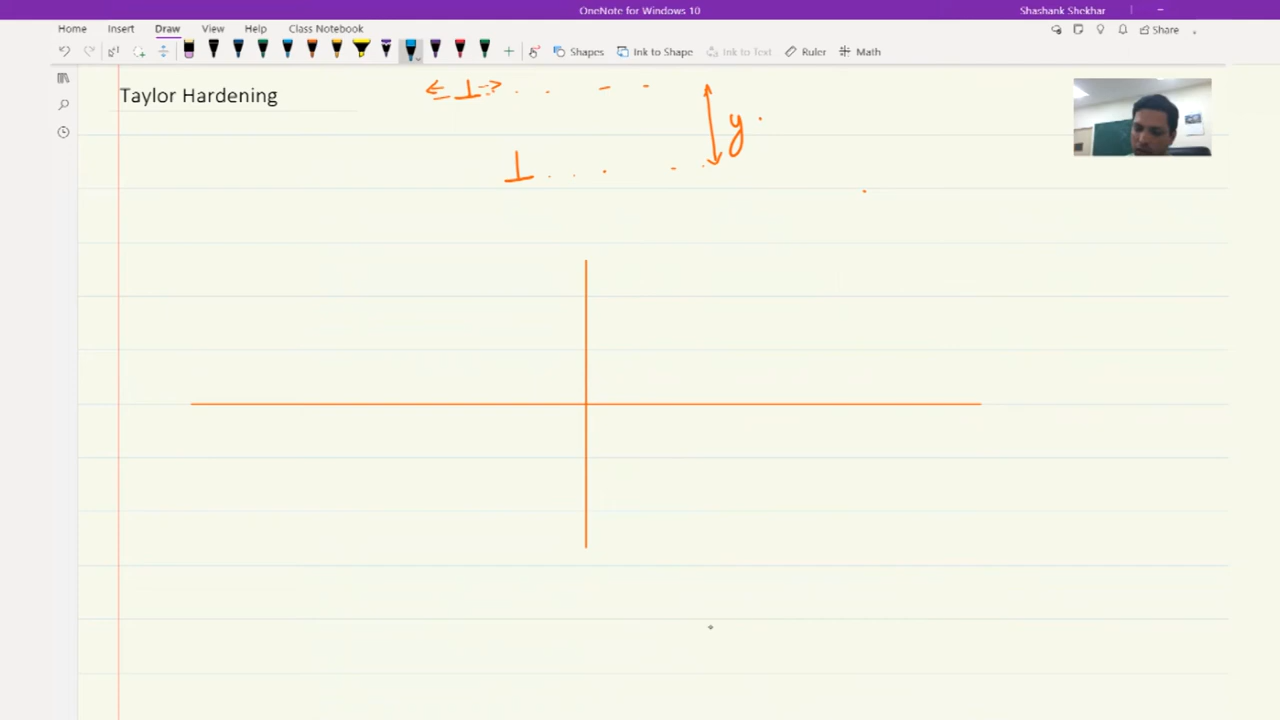 OneNote for Windows 10
Shashank Shekhar
Home Insert Draw View Help Class Notebook
Share
Shapes Ink to Shape Ink to Text Ruler Math
Taylor Hardening
y